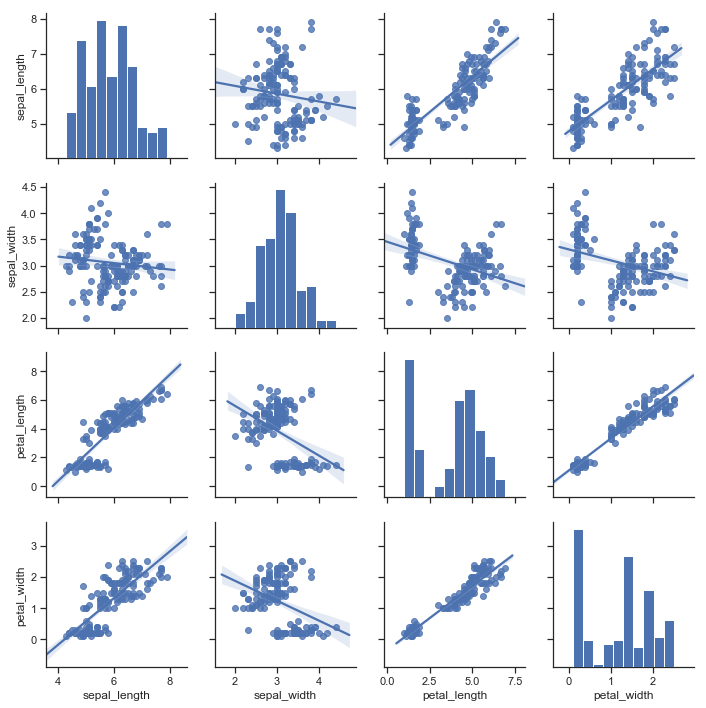 sepal_length
8
7
6
5
sepal_width
4.5
4.0
3.5
3.0
2.5
2.0
petal_length
8
6
4
2
0
petal_width
3
2
1
0
4 6 8
sepal_length
2 3 4
sepal_width
0.0 2.5 5.0 7.5
petal_length
0 1 2
petal_width